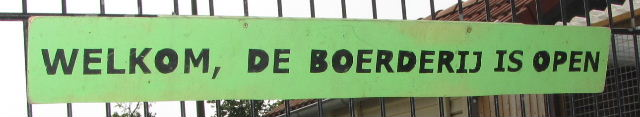 WELKOM, DE BOERDERIJ IS OPEN